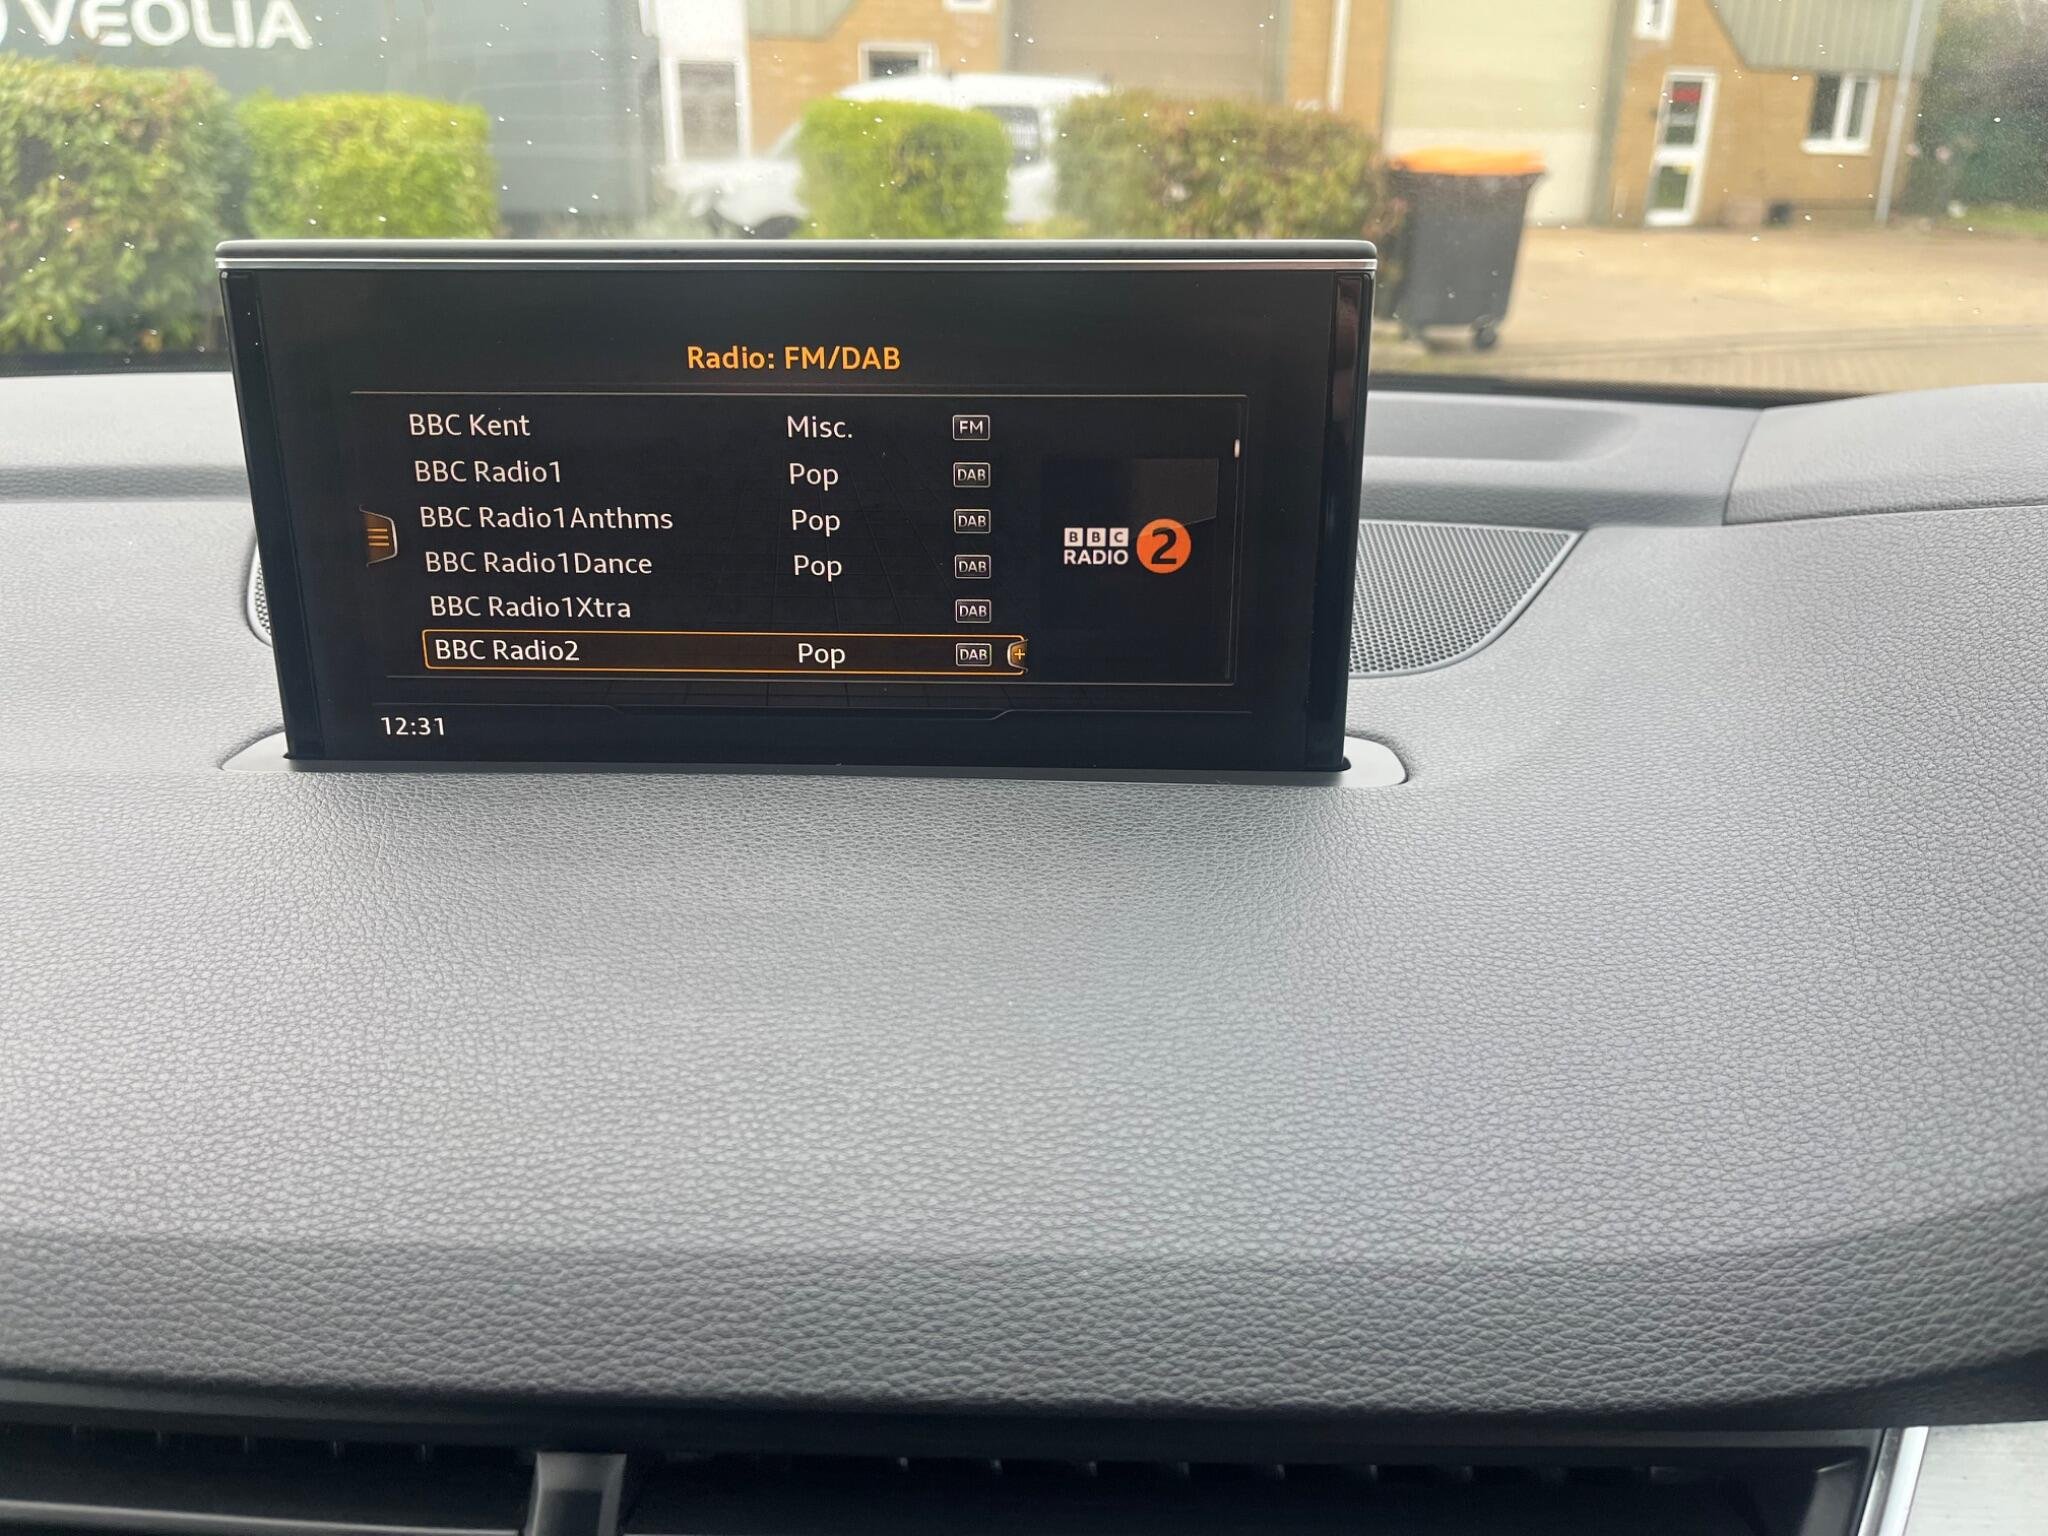 VEOLIA
Radio: FM/DAB
BBC Kent Misc. FM
BBC Radio1 Pop DAB
BBC Radio1Anthms Pop DAB
BBC Radio1Dance Pop DAB
BBC Radio1Xtra DAB
BBC Radio2 Pop DAB +
BBC
RADIO 2
12:31